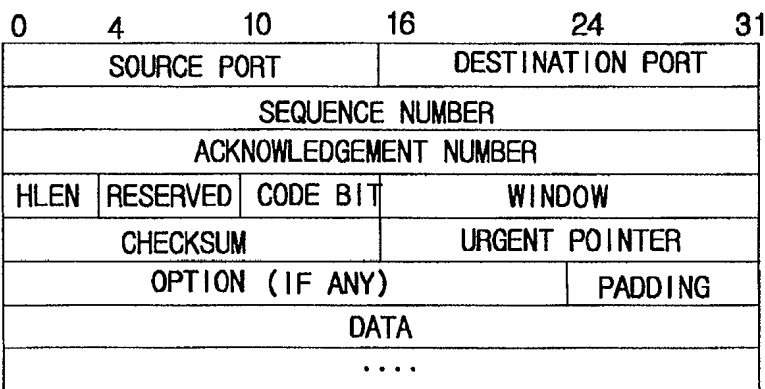 0 4 10 16 24 31
SOURCE PORT DESTINATION PORT
SEQUENCE NUMBER
ACKNOWLEDGEMENT NUMBER
HLEN RESERVED CODE BIT WINDOW
CHECKSUM URGENT POINTER
OPTION (IF ANY) PADDING
DATA
....